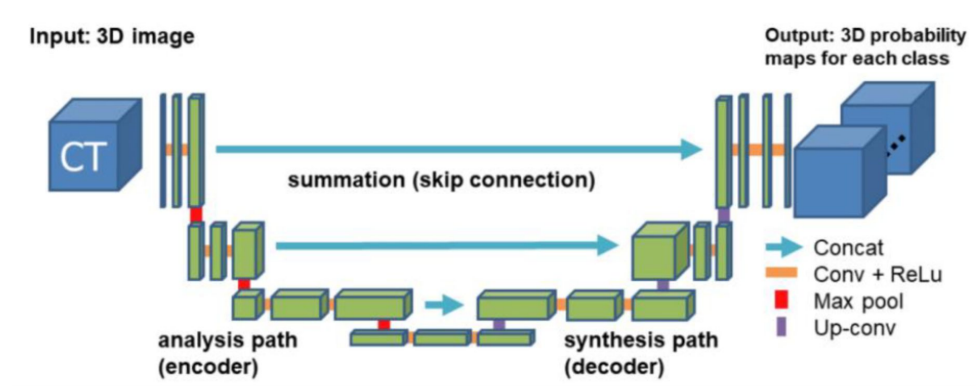 Input: 3D image
Output: 3D probability
maps for each class
CT
summation (skip connection)
Concat
Conv + ReLu
Max pool
Up-conv
analysis path
(encoder)
synthesis path
(decoder)